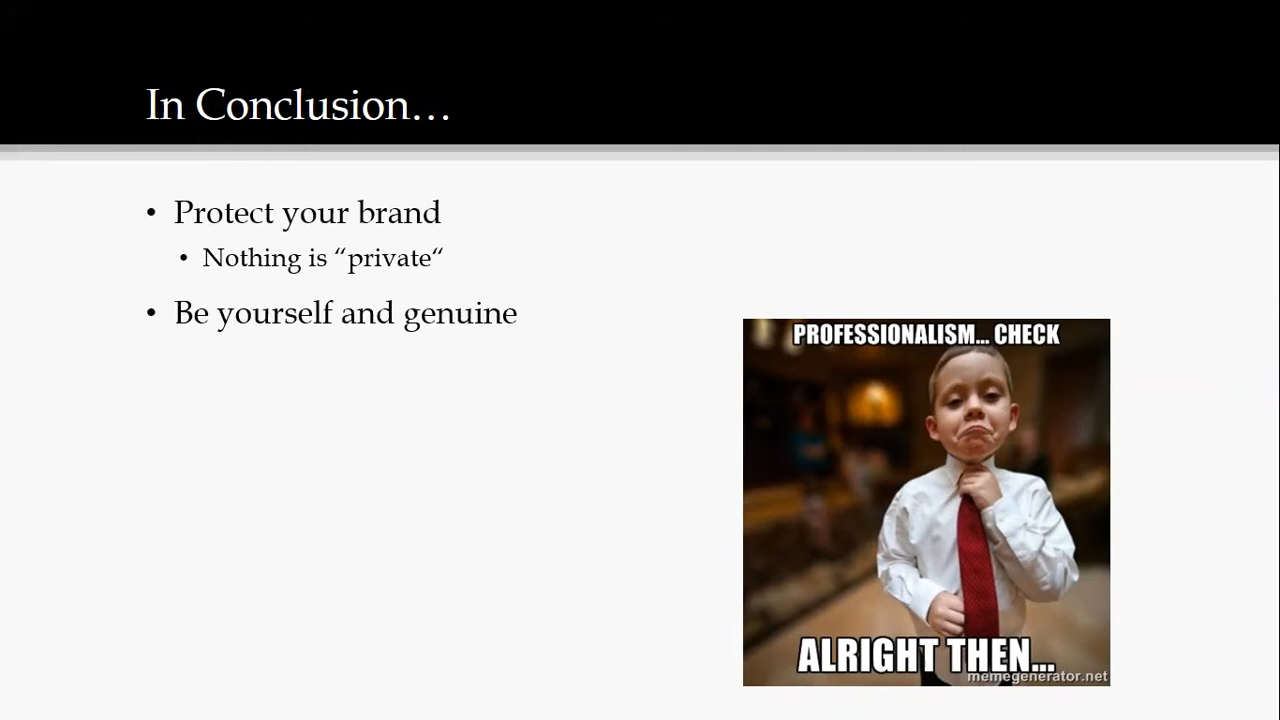 In Conclusion…
• Protect your brand
• Nothing is “private“
• Be yourself and genuine
PROFESSIONALISM... CHECK
ALRIGHT THEN...
memegenerator.net